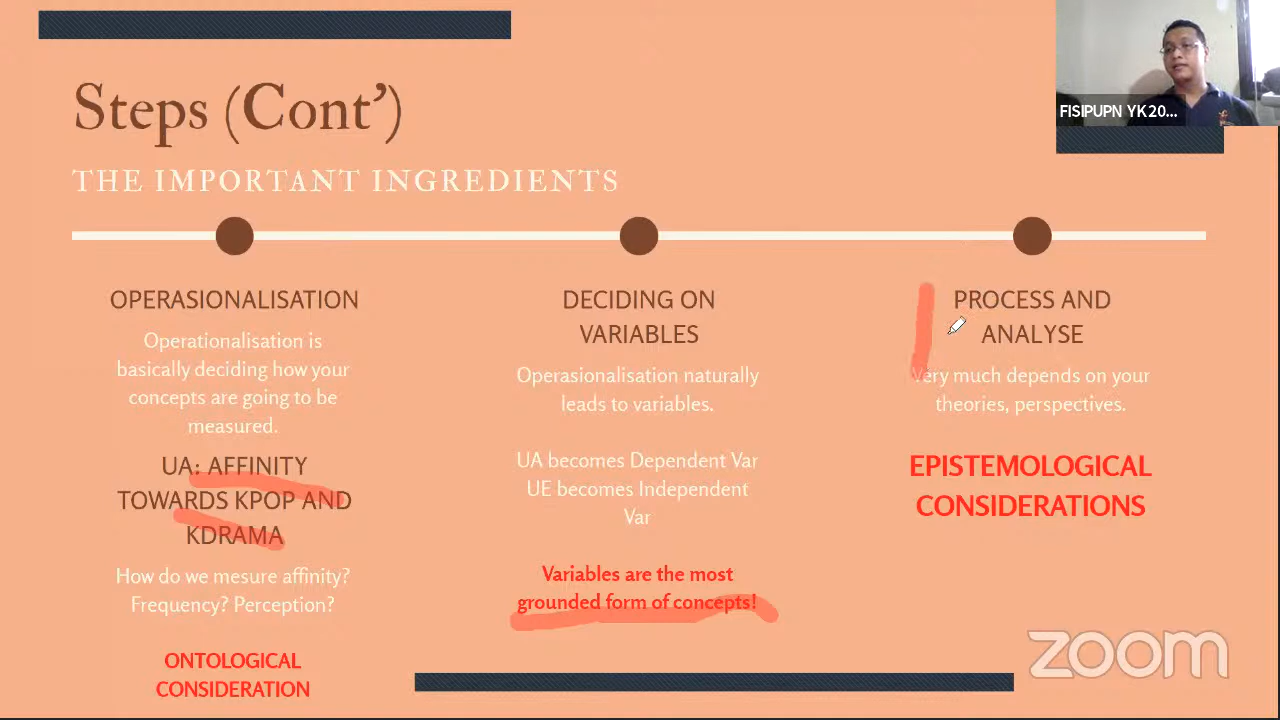 Steps (Cont')
THE IMPORTANT INGREDIENTS
FISIPUPN YK20...
OPERASIONALISATION
Operationalisation is
basically deciding how your
concepts are going to be
measured.
UA: AFFINITY
TOWARDS KPOP AND
KDRAMA
How do we mesure affinity?
Frequency? Perception?
ONTOLOGICAL
CONSIDERATION
DECIDING ON
VARIABLES
Operasionalisation naturally
leads to variables.
UA becomes Dependent Var
UE becomes Independent
Var
Variables are the most
grounded form of concepts!
PROCESS AND
ANALYSE
Very much depends on your
theories, perspectives.
EPISTEMOLOGICAL
CONSIDERATIONS
zoom